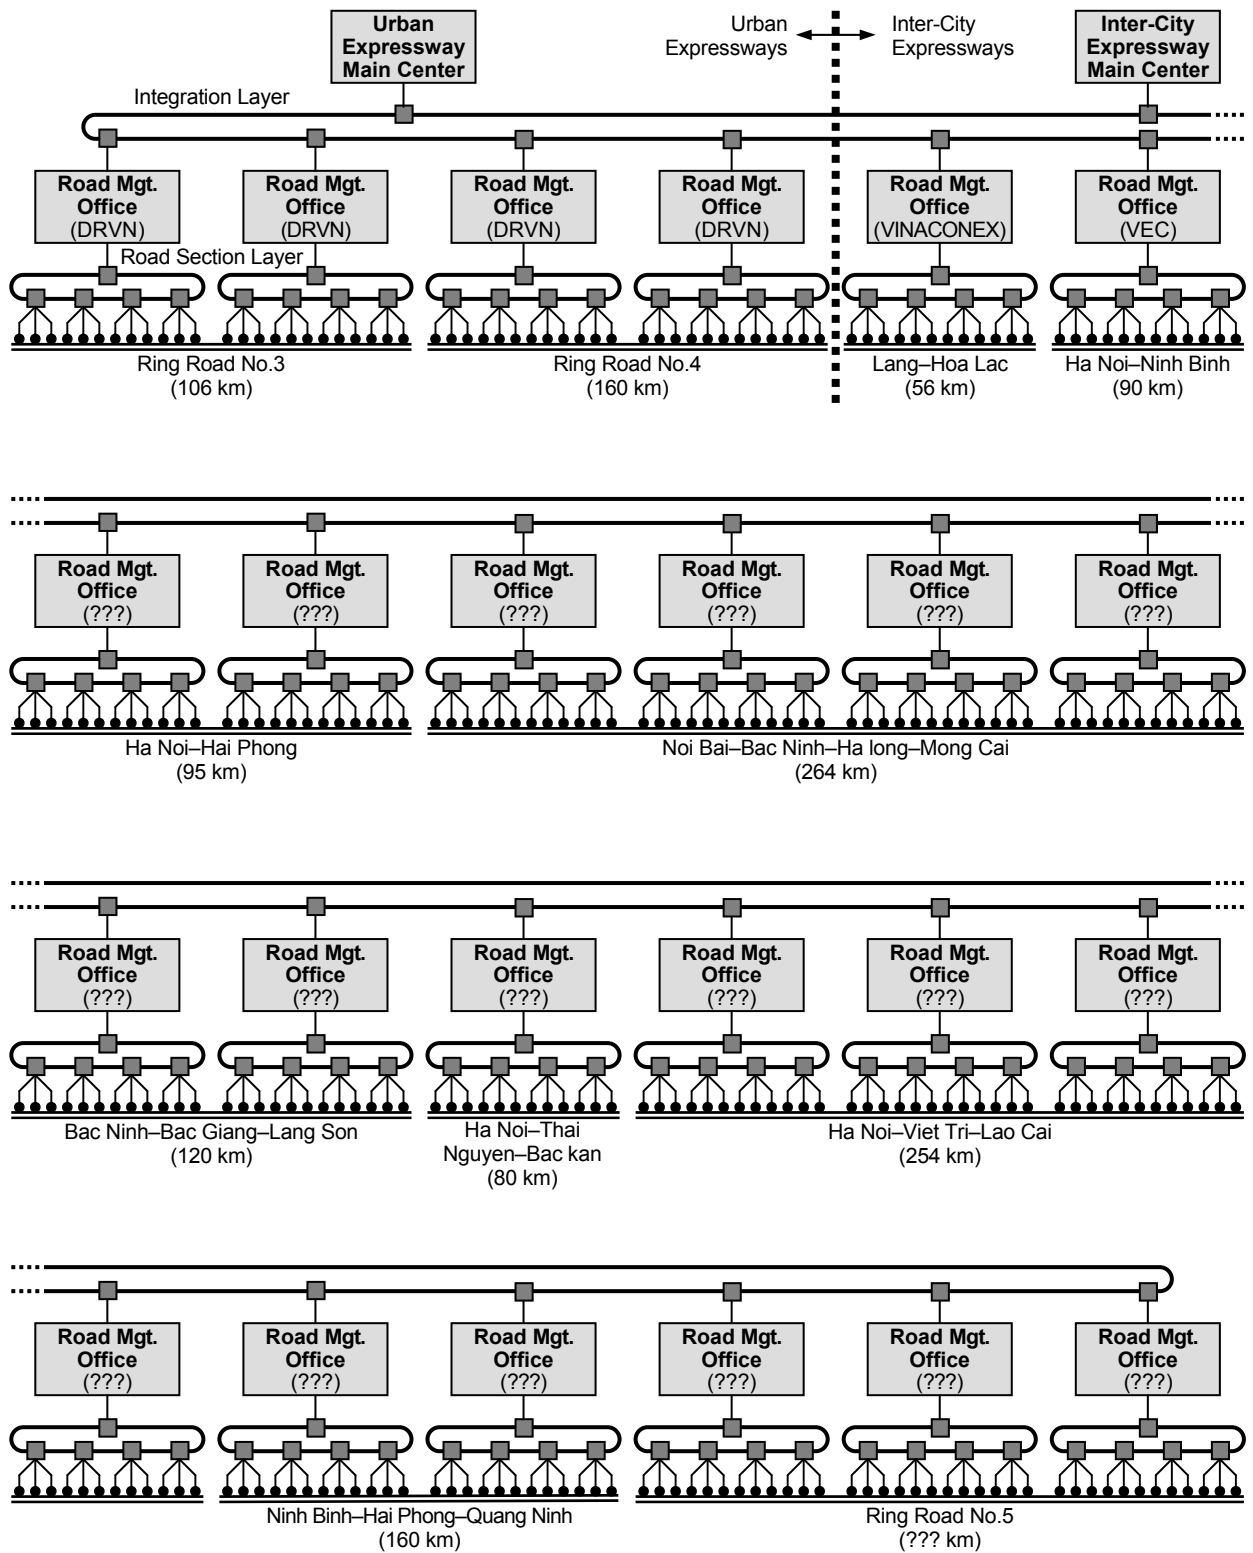 Urban
Expressway
Main Center
Urban
Expressways
Inter-City
Expressways
Inter-City
Expressway
Main Center
Integration Layer
Road Mgt.
Office
(DRVN)
Road Mgt.
Office
(DRVN)
Road Mgt.
Office
(DRVN)
Road Mgt.
Office
(DRVN)
Road Mgt.
Office
(VINACONEX)
Road Mgt.
Office
(VEC)
Road Section Layer
Ring Road No.3
(106 km)
Ring Road No.4
(160 km)
Lang–Hoa Lac
(56 km)
Ha Noi–Ninh Binh
(90 km)
Road Mgt.
Office
(???)
Road Mgt.
Office
(???)
Road Mgt.
Office
(???)
Road Mgt.
Office
(???)
Road Mgt.
Office
(???)
Road Mgt.
Office
(???)
Ha Noi–Hai Phong
(95 km)
Noi Bai–Bac Ninh–Ha long–Mong Cai
(264 km)
Road Mgt.
Office
(???)
Road Mgt.
Office
(???)
Road Mgt.
Office
(???)
Road Mgt.
Office
(???)
Road Mgt.
Office
(???)
Road Mgt.
Office
(???)
Bac Ninh–Bac Giang–Lang Son
(120 km)
Ha Noi–Thai
Nguyen–Bac kan
(80 km)
Ha Noi–Viet Tri–Lao Cai
(254 km)
Road Mgt.
Office
(???)
Road Mgt.
Office
(???)
Road Mgt.
Office
(???)
Road Mgt.
Office
(???)
Road Mgt.
Office
(???)
Road Mgt.
Office
(???)
Ninh Binh–Hai Phong–Quang Ninh
(160 km)
Ring Road No.5
(??? km)